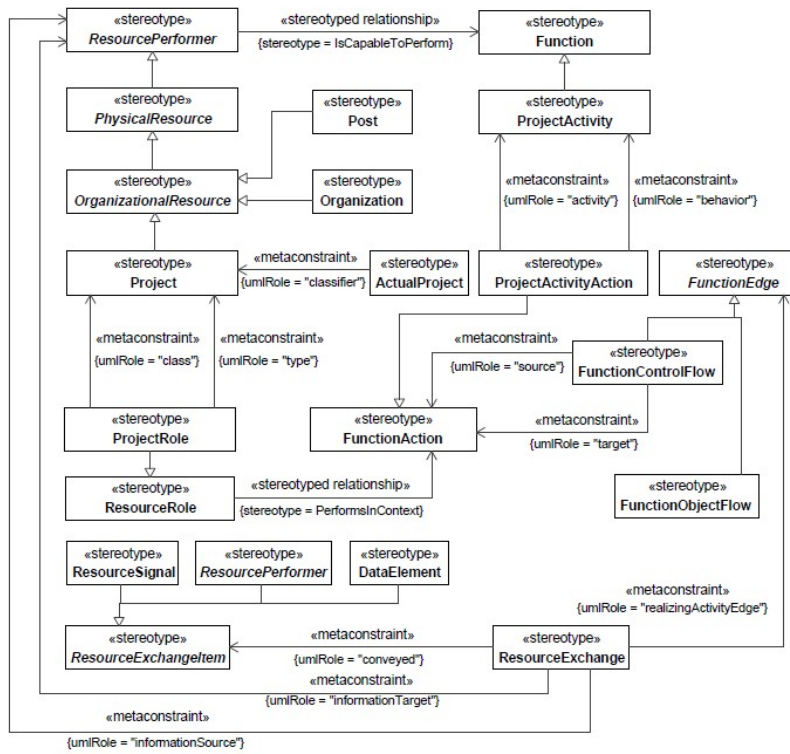 «stereotype»
ResourcePerformer
«stereotyped relationship»
{stereotype = IsCapableToPerform}
«stereotype»
Function
«stereotype»
PhysicalResource
«stereotype»
Post
«stereotype»
ProjectActivity
«stereotype»
OrganizationalResource
«stereotype»
Organization
«metaconstraint»
{umlRole = "activity"}
«metaconstraint»
{umlRole = "behavior"}
«stereotype»
Project
«metaconstraint»
{umlRole = "classifier"}
«stereotype»
ActualProject
«stereotype»
ProjectActivityAction
«stereotype»
FunctionEdge
«metaconstraint»
{umlRole = "class"}
«metaconstraint»
{umlRole = "type"}
«metaconstraint»
{umlRole = "source"}
«stereotype»
FunctionControlFlow
«stereotype»
ProjectRole
«stereotype»
FunctionAction
«metaconstraint»
{umlRole = "target"}
«stereotype»
ResourceRole
«stereotyped relationship»
{stereotype = PerformsInContext}
«stereotype»
FunctionObjectFlow
«stereotype»
ResourceSignal
«stereotype»
ResourcePerformer
«stereotype»
DataElement
«metaconstraint»
{umlRole = "realizingActivityEdge"}
«stereotype»
ResourceExchangeItem
«metaconstraint»
{umlRole = "conveyed"}
«stereotype»
ResourceExchange
«metaconstraint»
{umlRole = "informationTarget"}
«metaconstraint»
{umlRole = "informationSource"}